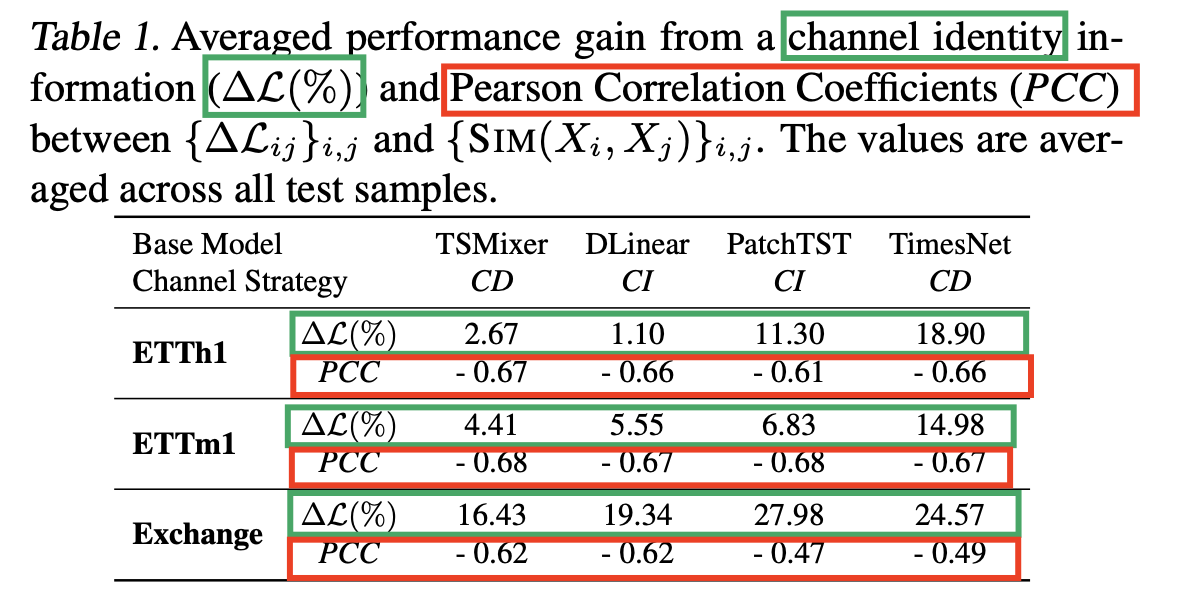 Table 1. Averaged performance gain from a channel identity in-
formation (Δℒ(%)) and Pearson Correlation Coefficients (PCC)
between {Δℒᵢⱼ}ᵢ,ⱼ and {SIM(Xᵢ, Xⱼ)}ᵢ,ⱼ. The values are aver-
aged across all test samples.
Base Model TSMixer DLinear PatchTST TimesNet
Channel Strategy CD CI CI CD
ETTh1
Δℒ(%) 2.67 1.10 11.30 18.90
PCC - 0.67 - 0.66 - 0.61 - 0.66
ETTm1
Δℒ(%) 4.41 5.55 6.83 14.98
PCC - 0.68 - 0.67 - 0.68 - 0.67
Exchange
Δℒ(%) 16.43 19.34 27.98 24.57
PCC - 0.62 - 0.62 - 0.47 - 0.49